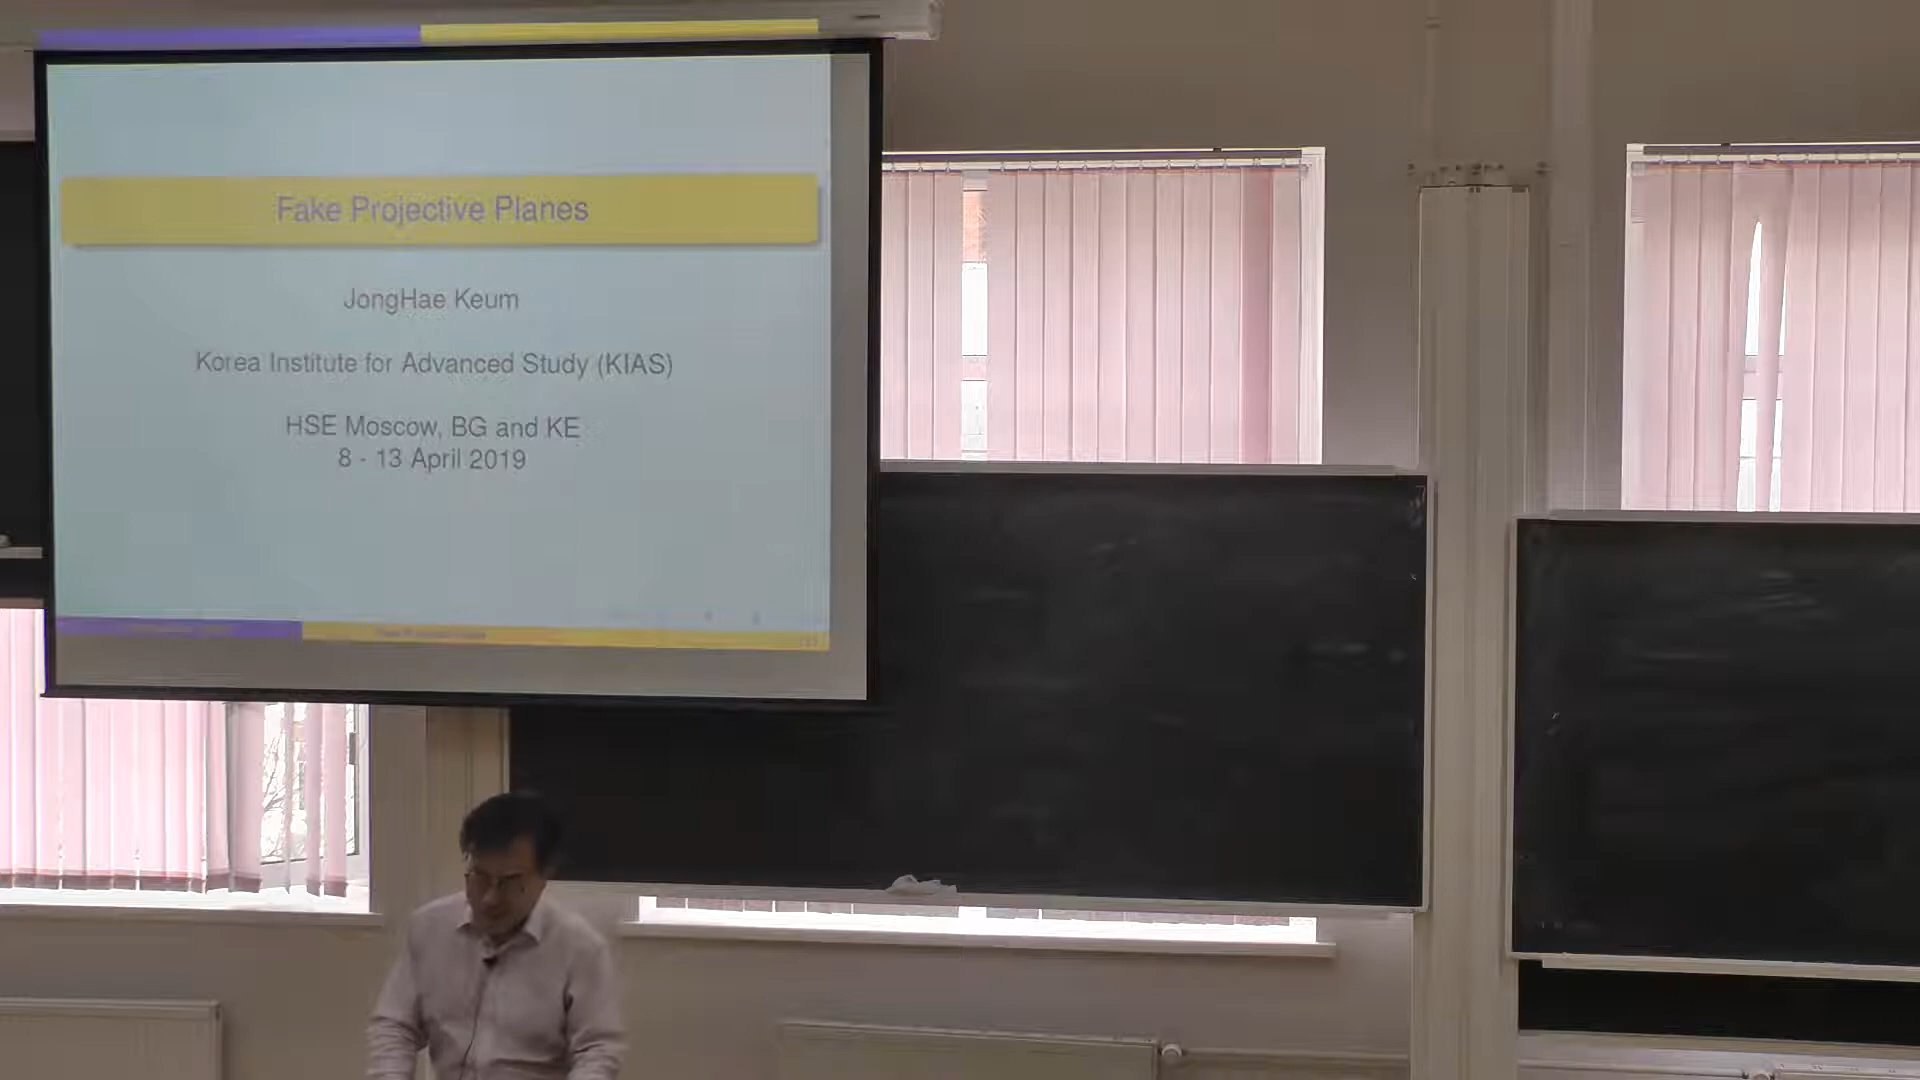 Fake Projective Planes
JongHae Keum
Korea Institute for Advanced Study (KIAS)
HSE Moscow, BG and KE
8 - 13 April 2019